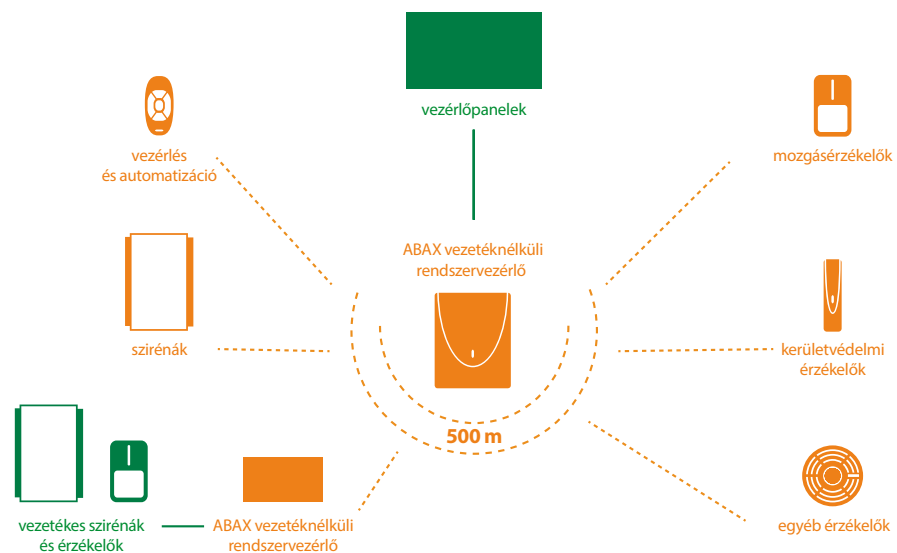 vezérlőpanelek
vezérlés
és automatizáció
mozgásérzékelők
ABAX vezetéknélküli
rendszervezérlő
szirénák
kerületvédelmi
érzékelők
500 m
vezetékes szirénák
és érzékelők
ABAX vezetéknélküli
rendszervezérlő
egyéb érzékelők